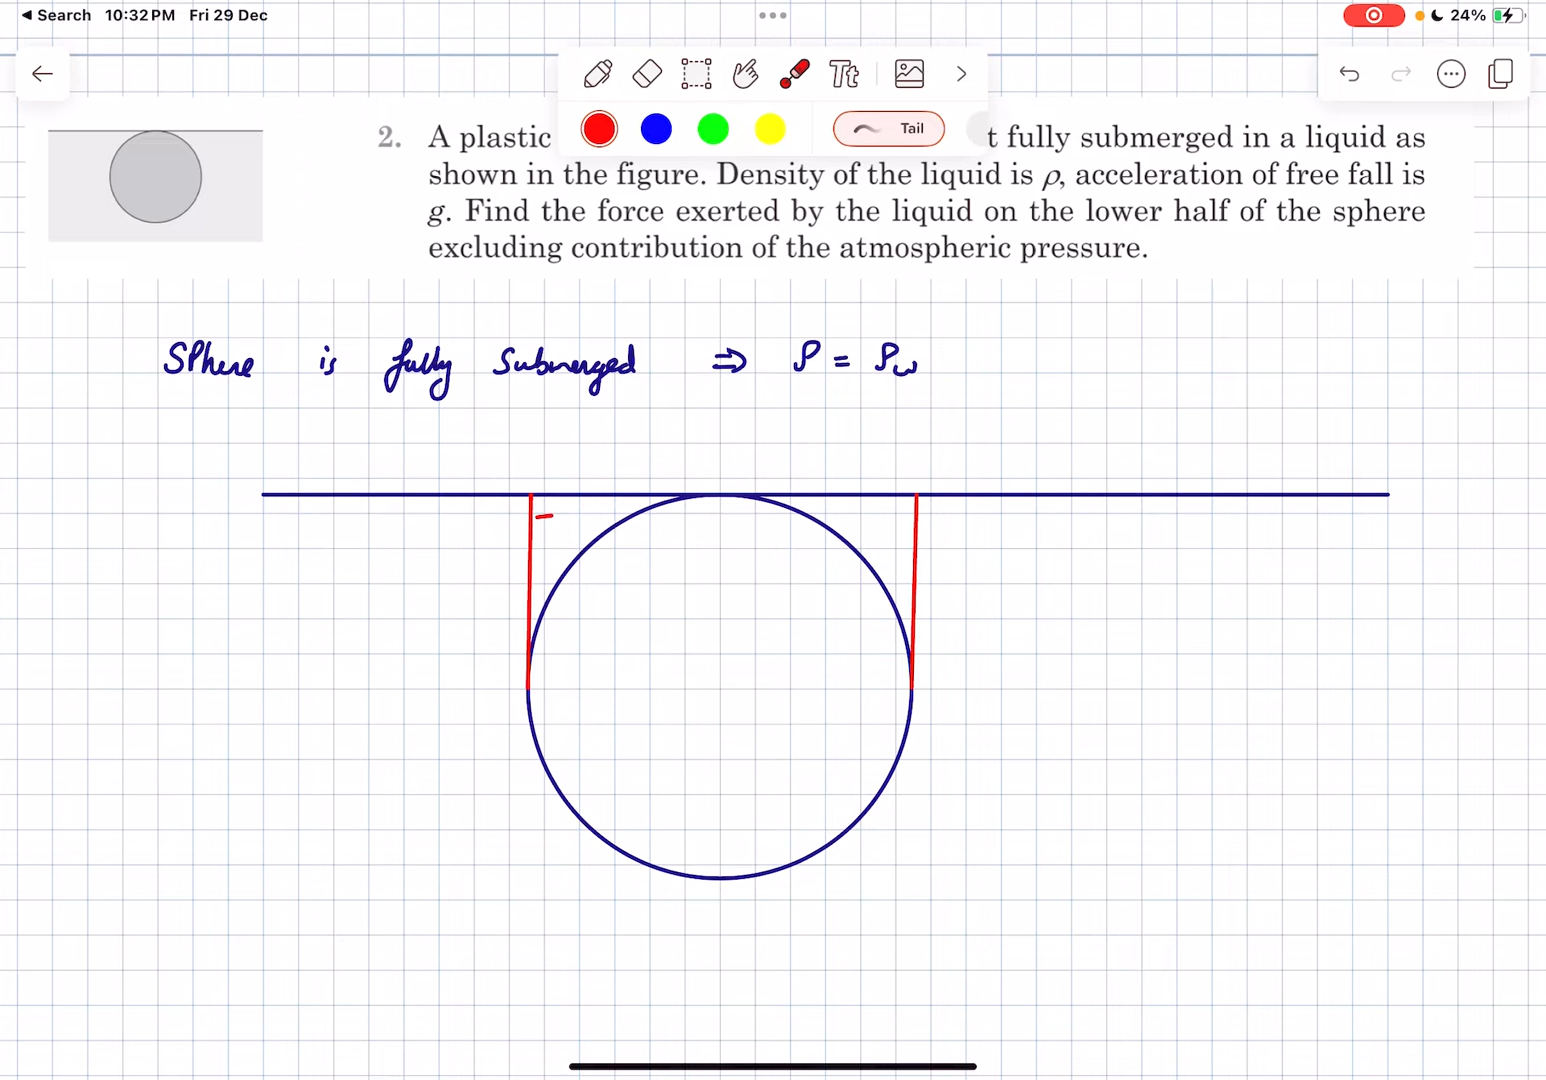 Search 10:32 PM Fri 29 Dec
24%
Tt
Tail
2. A plastic t fully submerged in a liquid as
shown in the figure. Density of the liquid is ρ, acceleration of free fall is
g. Find the force exerted by the liquid on the lower half of the sphere
excluding contribution of the atmospheric pressure.
Sphere is fully Submerged ⇒ ρ = ρω